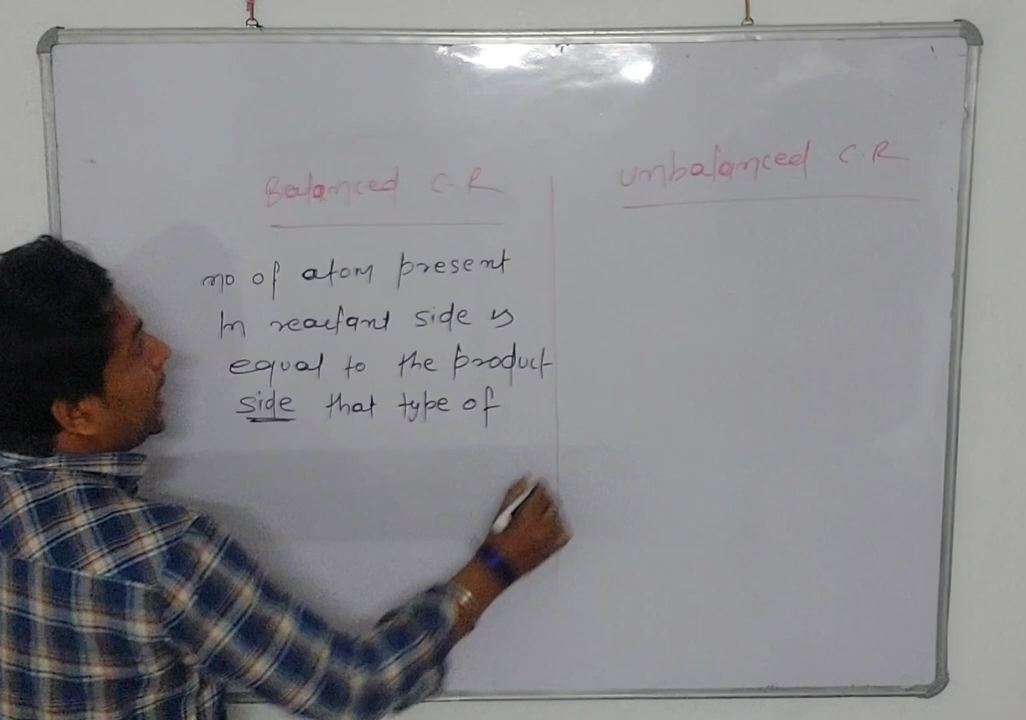 Balanced C.R
no of atom present
In reactant side is
equal to the product
side that type of
unbalanced C.R